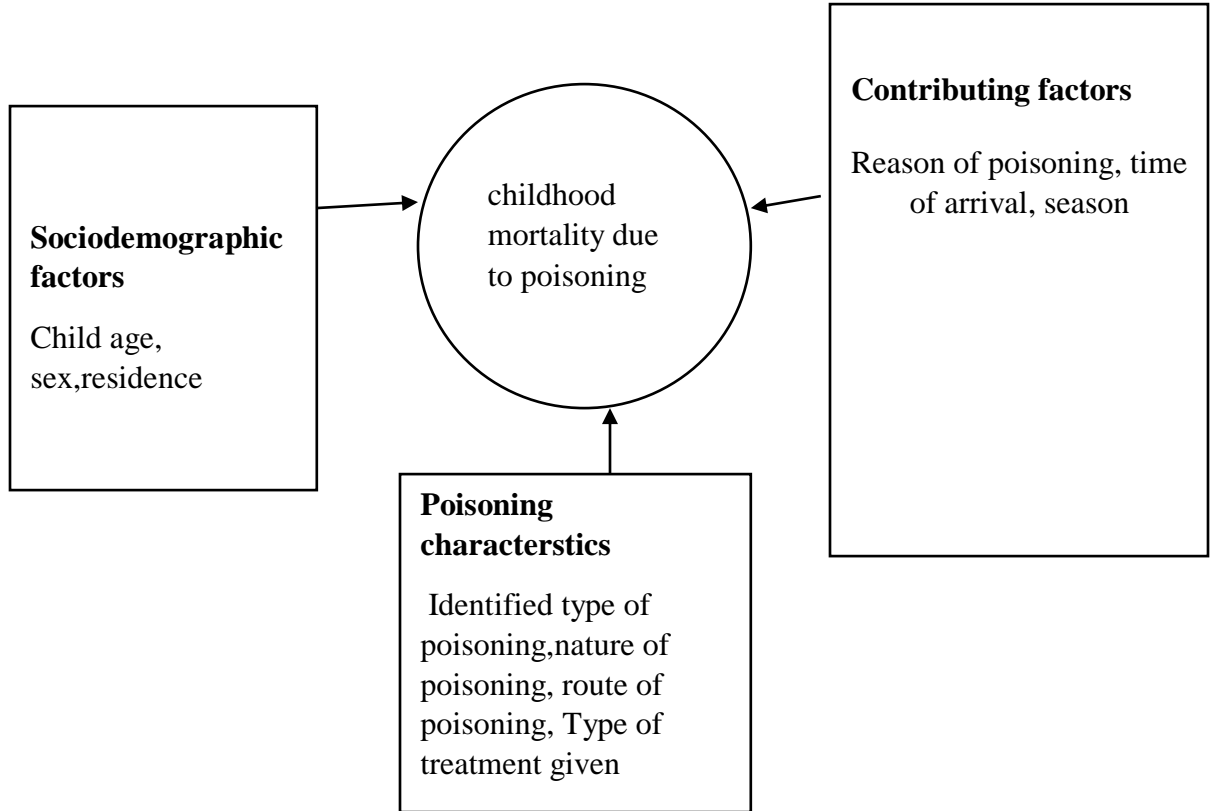 Sociodemographic
factors
Child age,
sex,residence
childhood
mortality due
to poisoning
Contributing factors
Reason of poisoning, time
of arrival, season
Poisoning
characterstics
Identified type of
poisoning,nature of
poisoning, route of
poisoning, Type of
treatment given